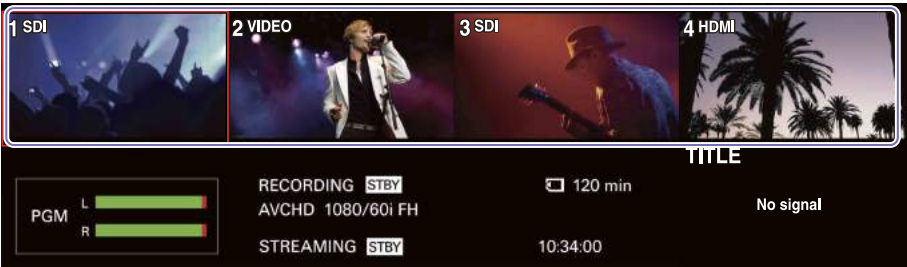 1 SDI
2 VIDEO
3 SDI
4 HDMI
TITLE
PGM
L
R
RECORDING STBY
120 min
AVCHD 1080/60i FH
STREAMING STBY
10:34:00
No signal